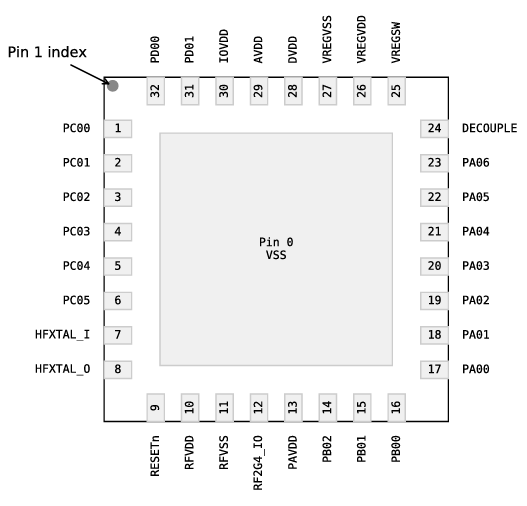 PD00
PD01
IOVDD
AVDD
DVDD
VREGVSS
VREGVDD
VREGSW
Pin 1 index
32
31
30
29
28
27
26
25
PC00 1
24 DECOUPLE
PC01 2
23 PA06
PC02 3
22 PA05
PC03 4
21 PA04
Pin 0
VSS
PC04 5
20 PA03
PC05 6
19 PA02
HFXTAL_I 7
18 PA01
HFXTAL_O 8
17 PA00
9
10
11
12
13
14
15
16
RESETn
RFVDD
RFVSS
RF2G4_IO
PAVDD
PB02
PB01
PB00